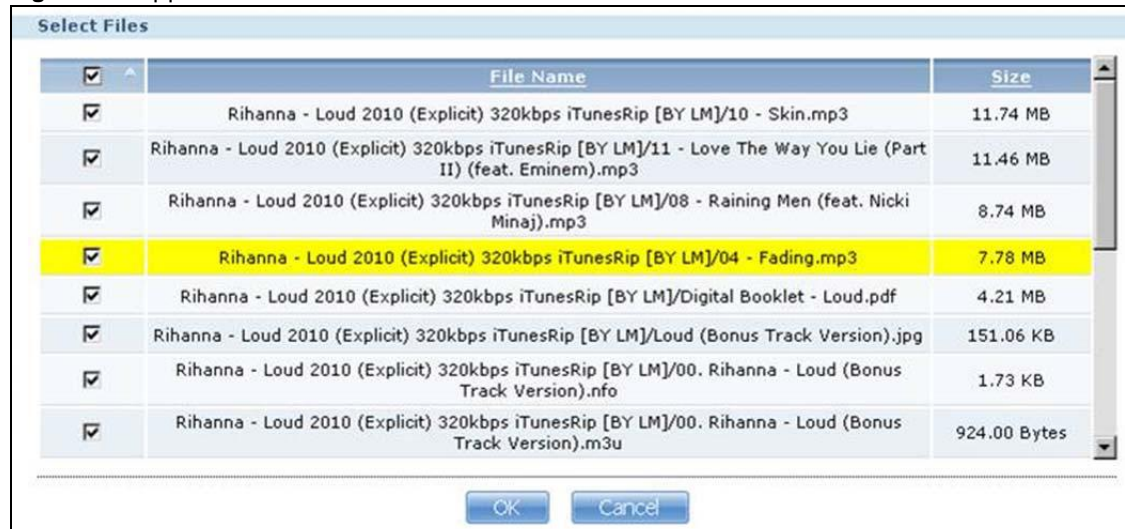 Select Files
File Name Size
Rihanna - Loud 2010 (Explicit) 320kbps iTunesRip [BY LM]/10 - Skin.mp3 11.74 MB
Rihanna - Loud 2010 (Explicit) 320kbps iTunesRip [BY LM]/11 - Love The Way You Lie (Part
II) (feat. Eminem).mp3 11.46 MB
Rihanna - Loud 2010 (Explicit) 320kbps iTunesRip [BY LM]/08 - Raining Men (feat. Nicki
Minaj).mp3 8.74 MB
Rihanna - Loud 2010 (Explicit) 320kbps iTunesRip [BY LM]/04 - Fading.mp3 7.78 MB
Rihanna - Loud 2010 (Explicit) 320kbps iTunesRip [BY LM]/Digital Booklet - Loud.pdf 4.21 MB
Rihanna - Loud 2010 (Explicit) 320kbps iTunesRip [BY LM]/Loud (Bonus Track Version).jpg 151.06 KB
Rihanna - Loud 2010 (Explicit) 320kbps iTunesRip [BY LM]/00. Rihanna - Loud (Bonus
Track Version).nfo 1.73 KB
Rihanna - Loud 2010 (Explicit) 320kbps iTunesRip [BY LM]/00. Rihanna - Loud (Bonus
Track Version).m3u 924.00 Bytes
OK Cancel